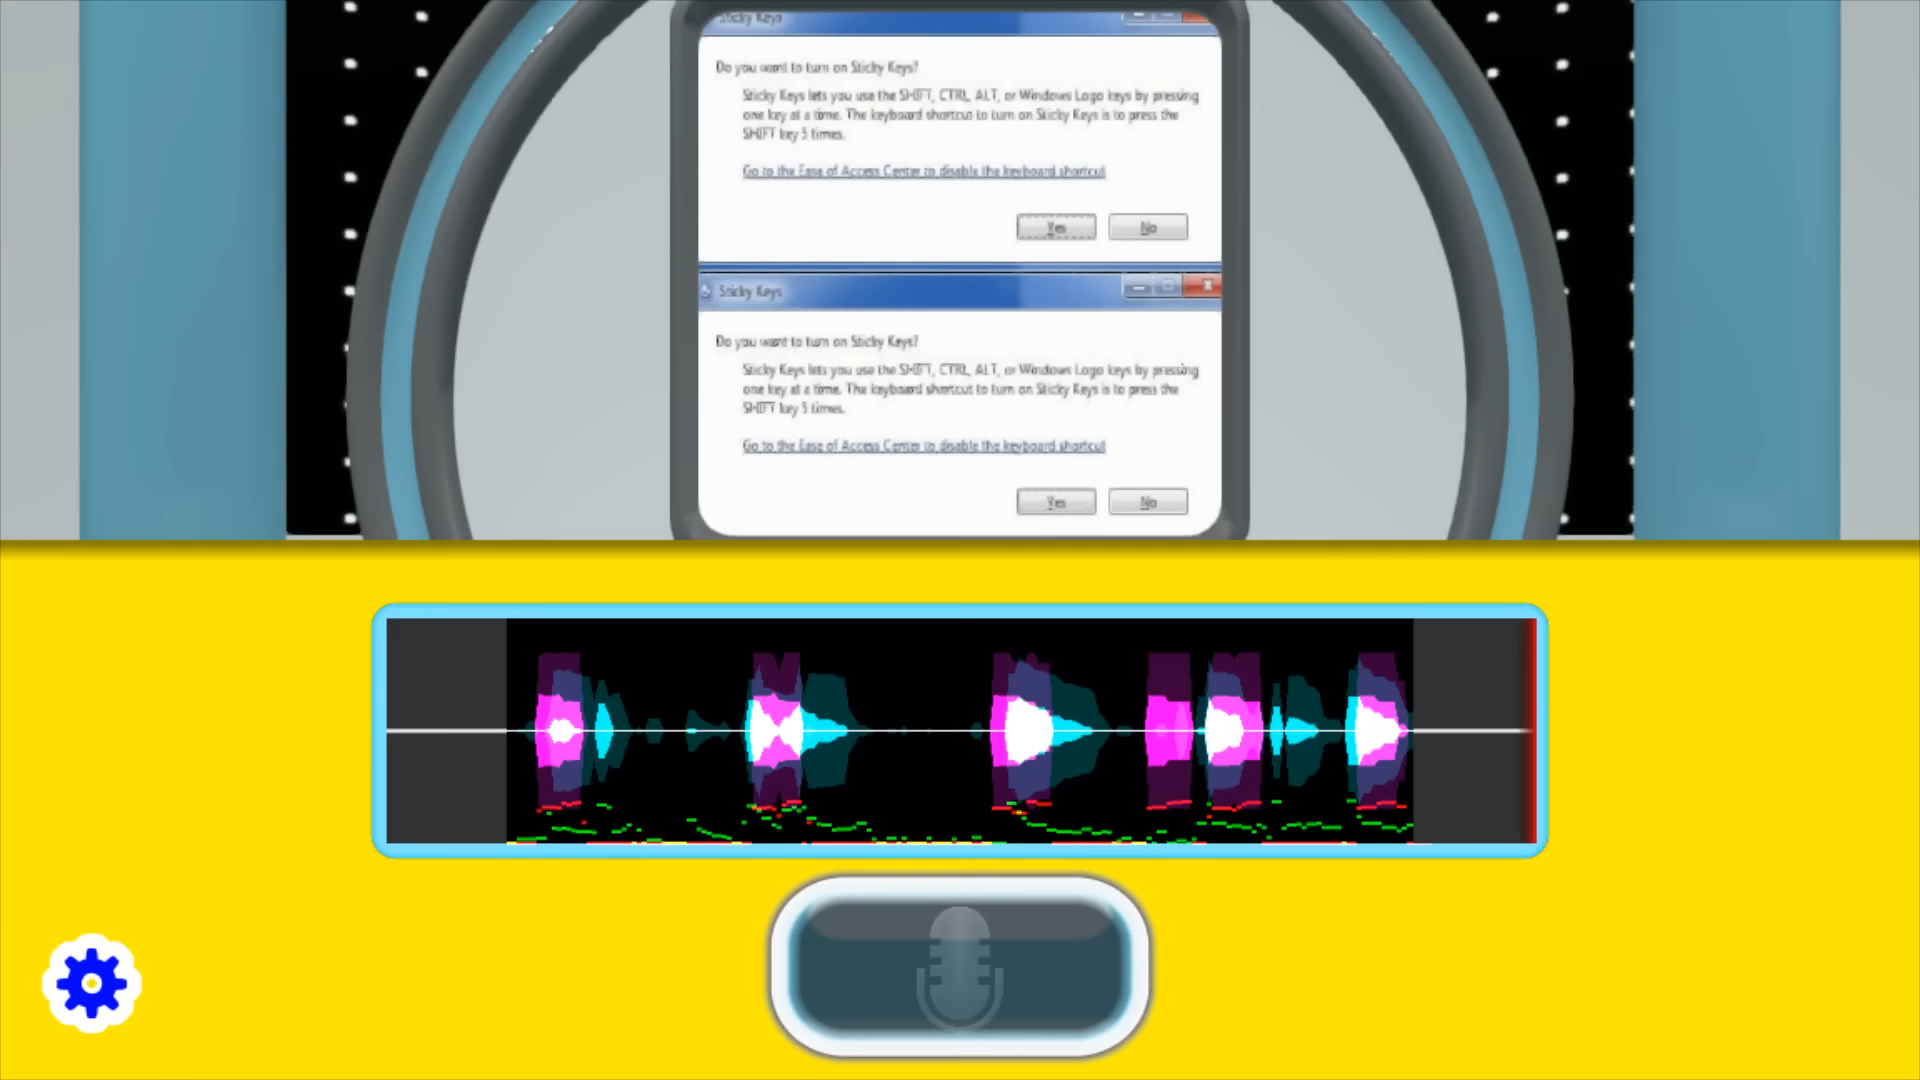 Sticky Keys
Do you want to turn on Sticky Keys?
Sticky Keys lets you use the SHIFT, CTRL, ALT, or Windows Logo keys by pressing
one key at a time. The keyboard shortcut to turn on Sticky Keys is to press the
SHIFT key 5 times.
Go to the Ease of Access Center to disable the keyboard shortcut
Yes No
Sticky Keys
Do you want to turn on Sticky Keys?
Sticky Keys lets you use the SHIFT, CTRL, ALT, or Windows Logo keys by pressing
one key at a time. The keyboard shortcut to turn on Sticky Keys is to press the
SHIFT key 5 times.
Go to the Ease of Access Center to disable the keyboard shortcut
Yes No